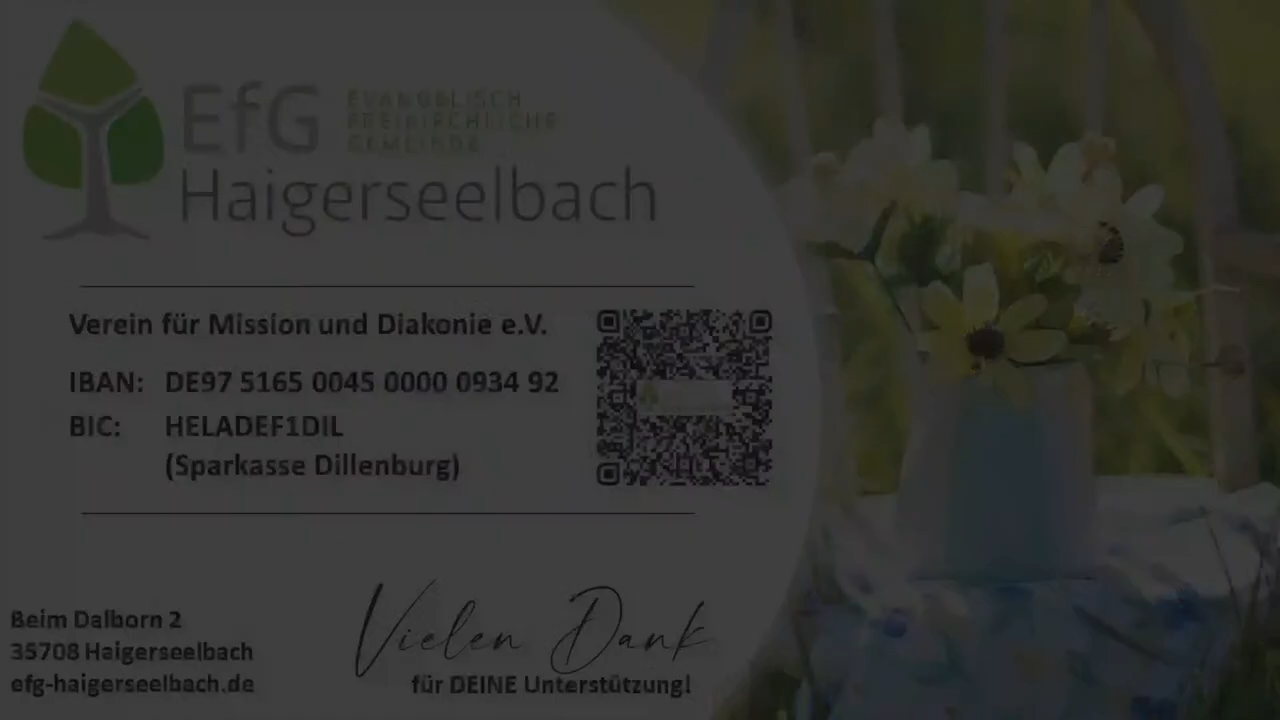 EfG
EVANGELISCH
FREIKIRCHLICHE
GEMEINDE
Haigerseelbach
Verein für Mission und Diakonie e.V.
IBAN: DE97 5165 0045 0000 0934 92
BIC: HELADEF1DIL
(Sparkasse Dillenburg)
Vielen Dank
für DEINE Unterstützung!
Beim Dalborn 2
35708 Haigerseelbach
efg-haigerseelbach.de